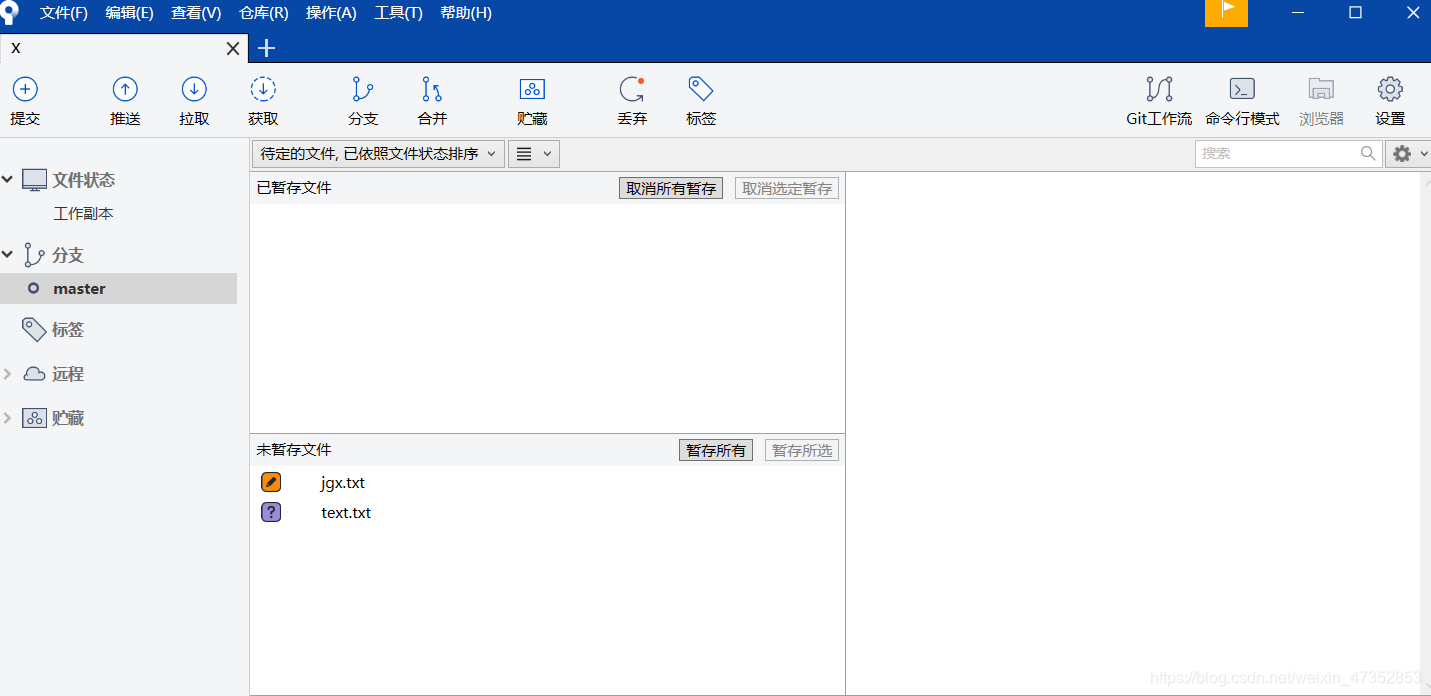 文件(F) 编辑(E) 查看(V) 仓库(R) 操作(A) 工具(T) 帮助(H)
X
提交 推送 拉取 获取 分支 合并 贮藏 丢弃 标签 Git工作流 命令行模式 浏览器 设置
待定的文件, 已依照文件状态排序 搜索
文件状态
工作副本
分支
master
标签
远程
贮藏
已暂存文件 取消所有暂存 取消选定暂存
未暂存文件 暂存所有 暂存所选
jgx.txt
? text.txt
https://blog.csdn.net/weixin_47352853